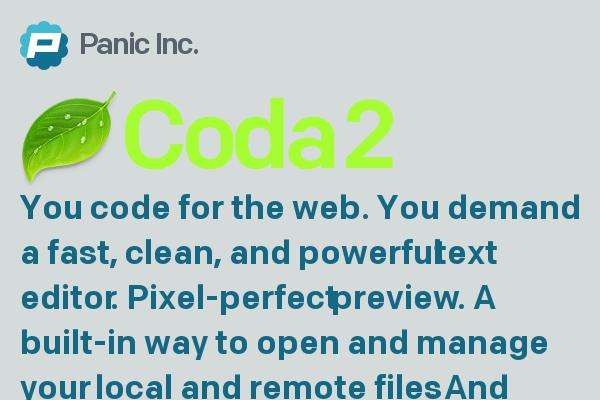 Panic Inc.
Coda 2
You code for the web. You demand
a fast, clean, and powerful text
editor. Pixel-perfect preview. A
built-in way to open and manage
your local and remote files And